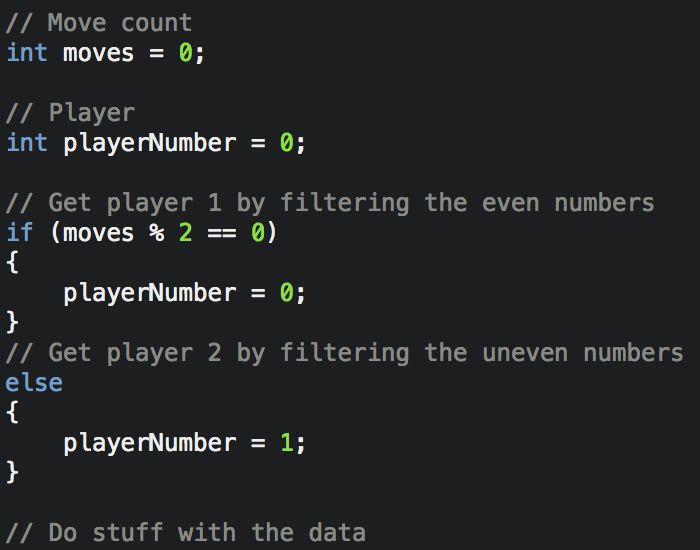 // Move count
int moves = 0;
// Player
int playerNumber = 0;
// Get player 1 by filtering the even numbers
if (moves % 2 == 0)
{
playerNumber = 0;
}
// Get player 2 by filtering the uneven numbers
else
{
playerNumber = 1;
}
// Do stuff with the data